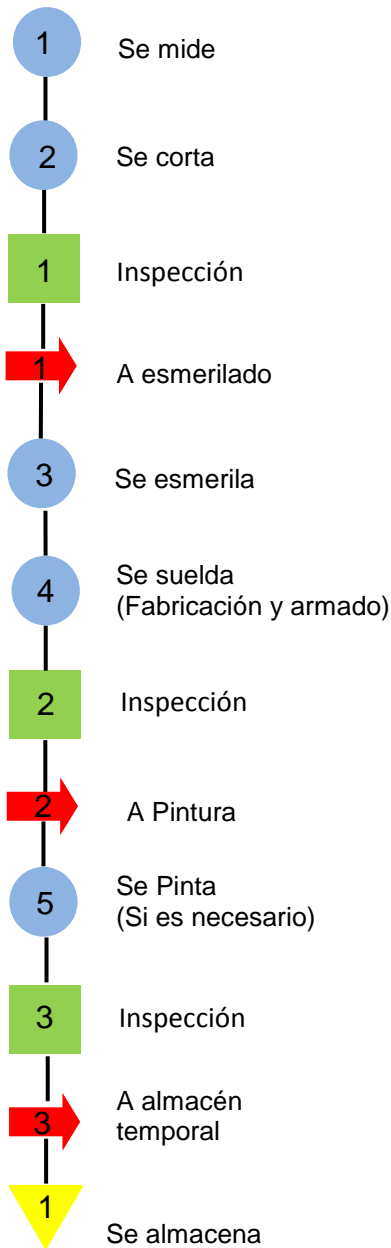 1 Se mide
2 Se corta
1 Inspección
1 A esmerilado
3 Se esmerila
4 Se suelda
(Fabricación y armado)
2 Inspección
2 A Pintura
5 Se Pinta
(Si es necesario)
3 Inspección
3 A almacén
temporal
1 Se almacena